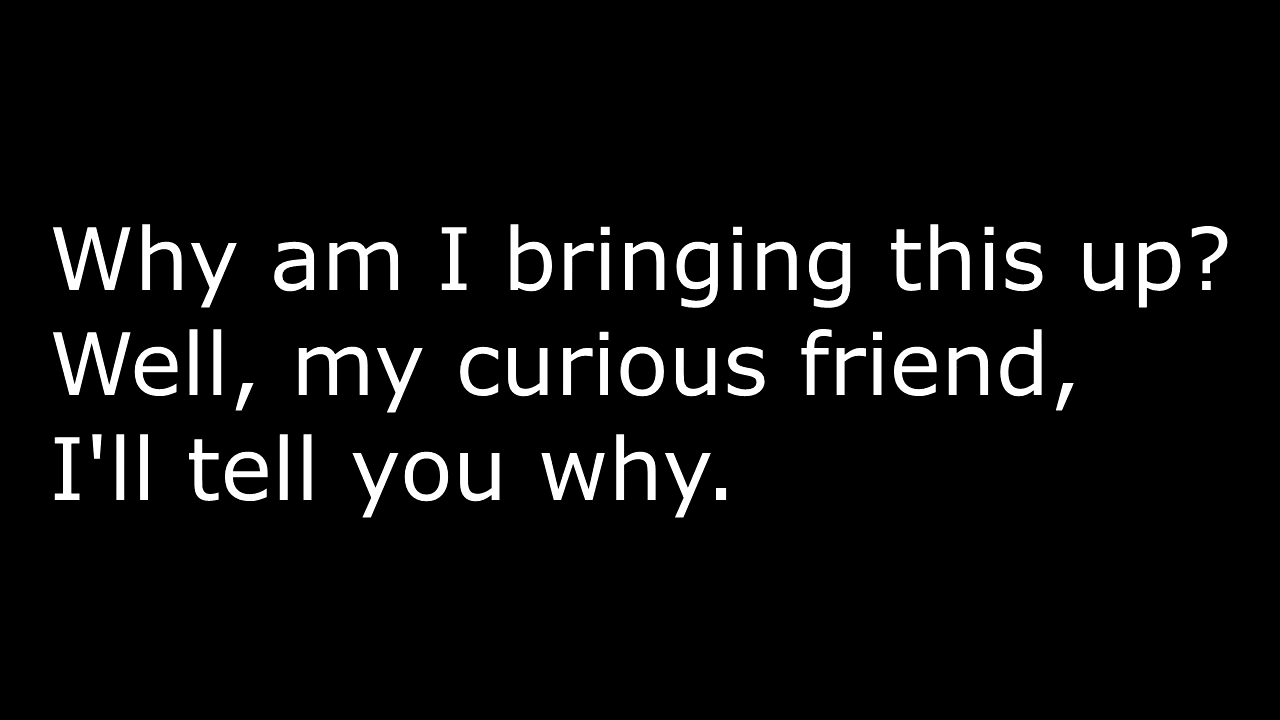 Why am I bringing this up?
Well, my curious friend,
I'll tell you why.